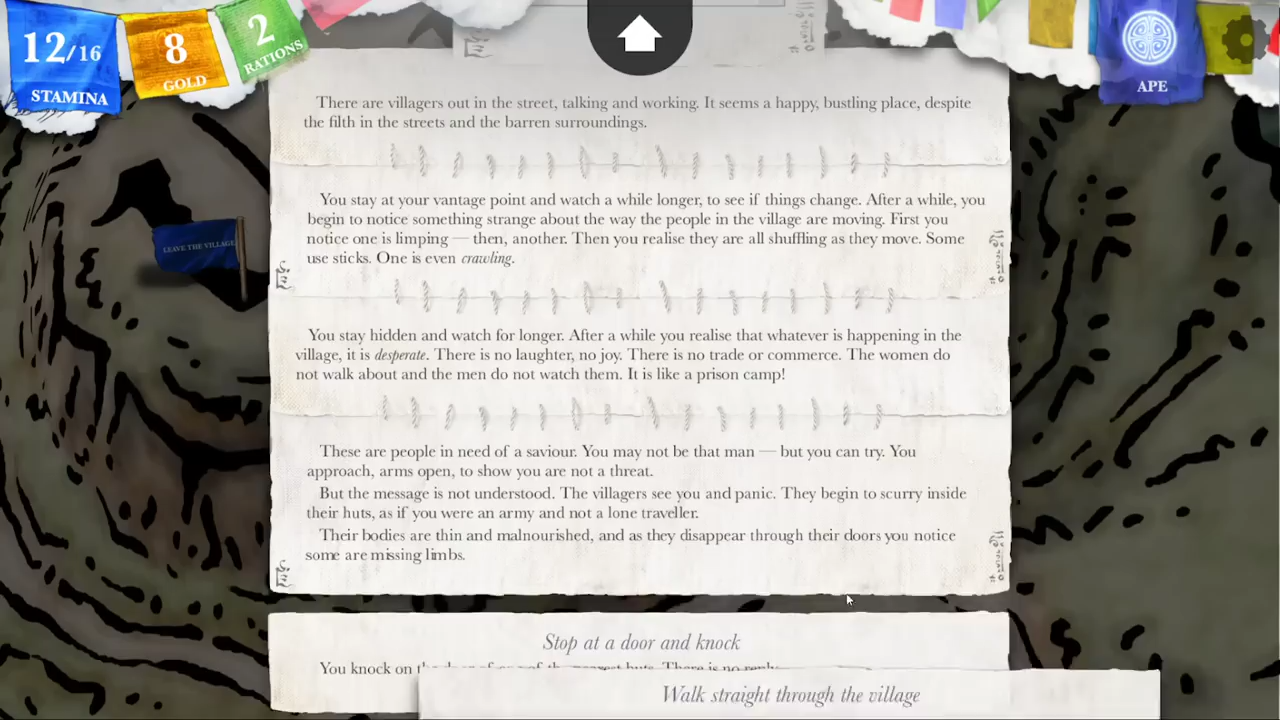 12/16
STAMINA
8
GOLD
2
RATIONS
APE
LEAVE THE VILLAGE
There are villagers out in the street, talking and working. It seems a happy, bustling place, despite
the filth in the streets and the barren surroundings.
You stay at your vantage point and watch a while longer, to see if things change. After a while, you
begin to notice something strange about the way the people in the village are moving. First you
notice one is limping — then, another. Then you realise they are all shuffling as they move. Some
use sticks. One is even crawling.
You stay hidden and watch for longer. After a while you realise that whatever is happening in the
village, it is desperate. There is no laughter, no joy. There is no trade or commerce. The women do
not walk about and the men do not watch them. It is like a prison camp!
These are people in need of a saviour. You may not be that man — but you can try. You
approach, arms open, to show you are not a threat.
But the message is not understood. The villagers see you and panic. They begin to scurry inside
their huts, as if you were an army and not a lone traveller.
Their bodies are thin and malnourished, and as they disappear through their doors you notice
some are missing limbs.
Stop at a door and knock
You knock on
Walk straight through the village